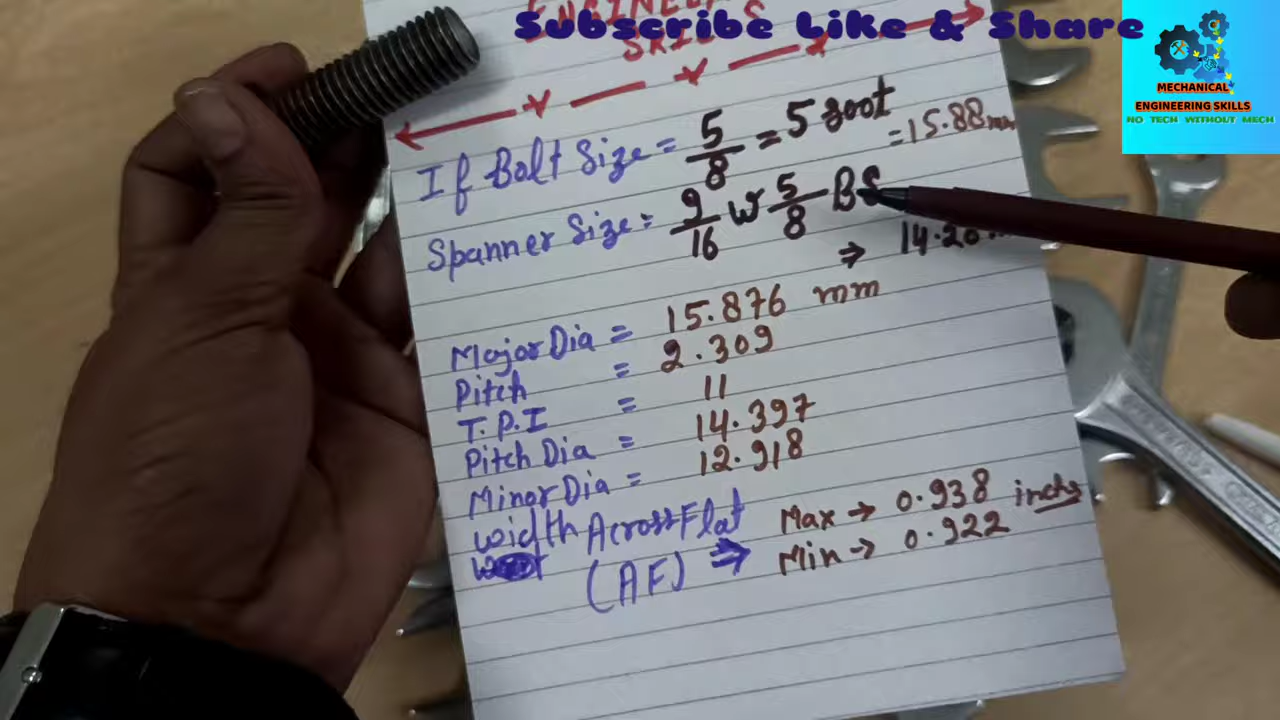 ENGINEER'S
Subscribe Like & Share
MECHANICAL
ENGINEERING SKILLS
NO TECH WITHOUT MECH
If Bolt Size = 5/8 = 5 soot
= 15.88 mm
Spanner Size = 9/16 W 5/8 BS
⇒ 14.20
Major Dia = 15.876 mm
Pitch = 2.309
T.P.I = 11
Pitch Dia = 14.397
Minor Dia = 12.918
width Across Flat
(AF) ⇒ Max → 0.938 inchs
Min → 0.922